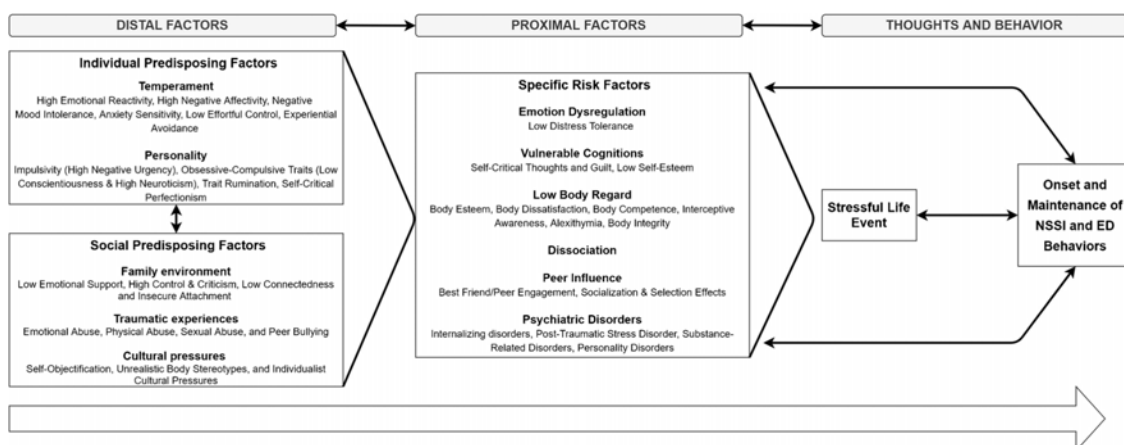 DISTAL FACTORS
PROXIMAL FACTORS
THOUGHTS AND BEHAVIOR
Individual Predisposing Factors
Temperament
High Emotional Reactivity, High Negative Affectivity, Negative
Mood Intolerance, Anxiety Sensitivity, Low Effortful Control, Experiential
Avoidance
Personality
Impulsivity (High Negative Urgency), Obsessive-Compulsive Traits (Low
Conscientiousness & High Neuroticism), Trait Rumination, Self-Critical
Perfectionism
Social Predisposing Factors
Family environment
Low Emotional Support, High Control & Criticism, Low Connectedness
and Insecure Attachment
Traumatic experiences
Emotional Abuse, Physical Abuse, Sexual Abuse, and Peer Bullying
Cultural pressures
Self-Objectification, Unrealistic Body Stereotypes, and Individualist
Cultural Pressures
Specific Risk Factors
Emotion Dysregulation
Low Distress Tolerance
Vulnerable Cognitions
Self-Critical Thoughts and Guilt, Low Self-Esteem
Low Body Regard
Body Esteem, Body Dissatisfaction, Body Competence, Interceptive
Awareness, Alexithymia, Body Integrity
Dissociation
Peer Influence
Best Friend/Peer Engagement, Socialization & Selection Effects
Psychiatric Disorders
Internalizing disorders, Post-Traumatic Stress Disorder, Substance-
Related Disorders, Personality Disorders
Stressful Life
Event
Onset and
Maintenance of
NSSI and ED
Behaviors